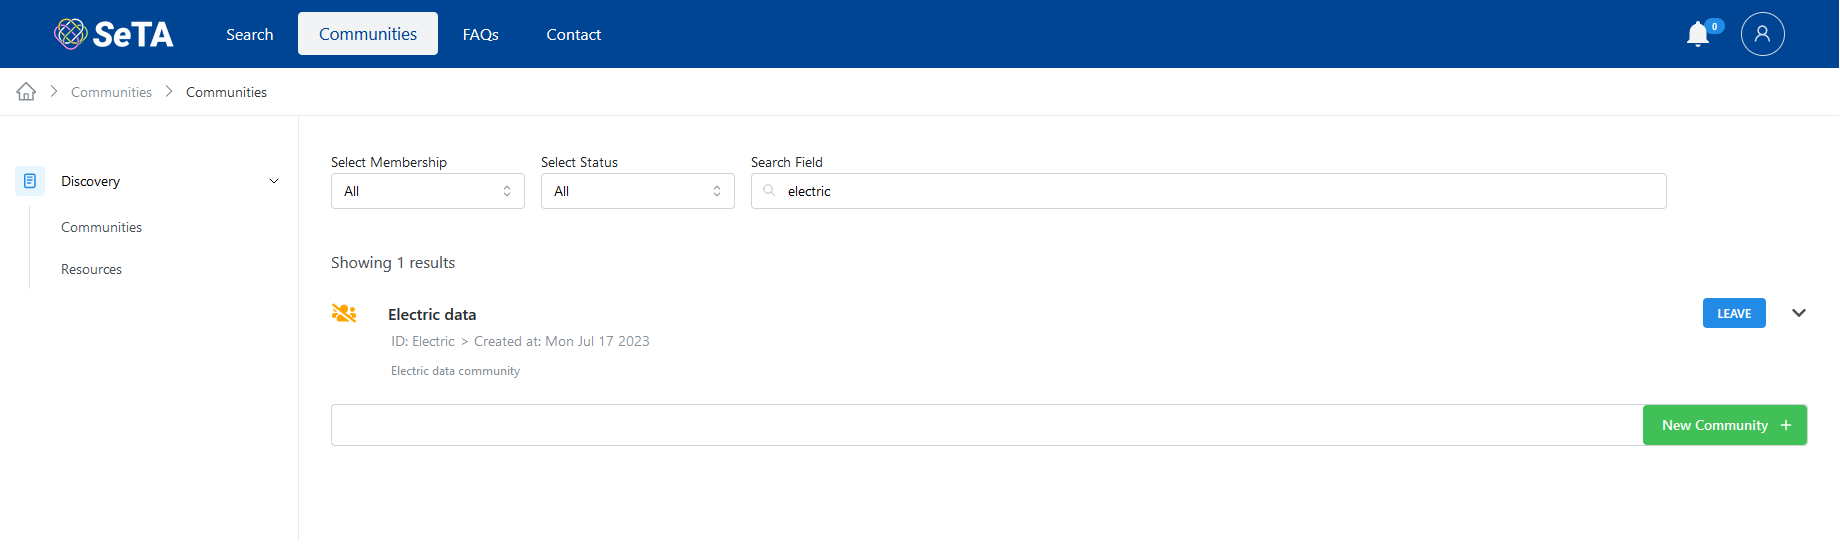 SeTA Search Communities FAQs Contact 0
Communities Communities
Discovery
Communities
Resources
Select Membership Select Status Search Field
All All electric
Showing 1 results
Electric data LEAVE
ID: Electric > Created at: Mon Jul 17 2023
Electric data community
New Community +